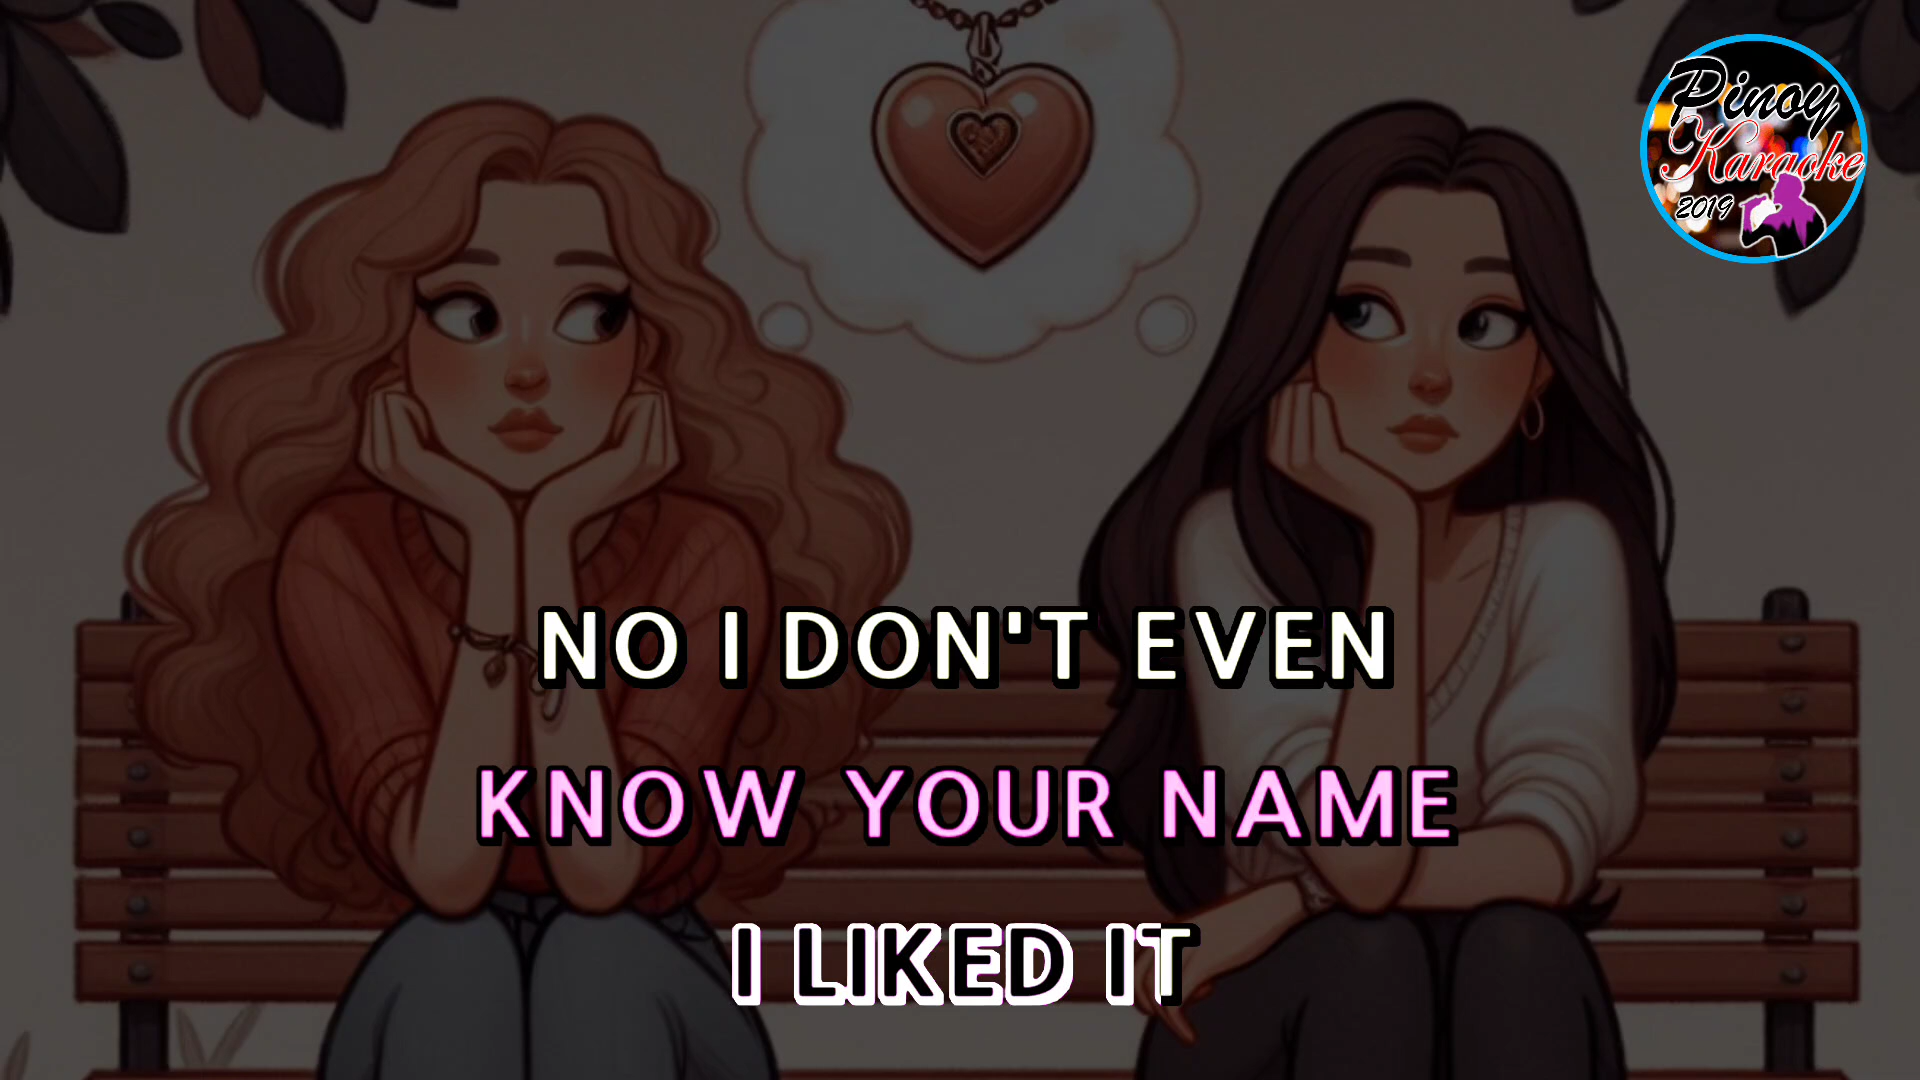 Pinoy
Karaoke
2019
NO I DON'T EVEN
KNOW YOUR NAME
I LIKED IT